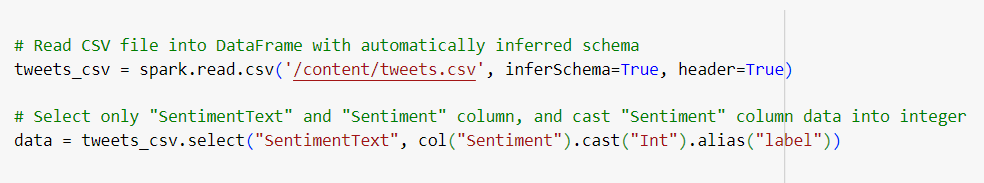 # Read CSV file into DataFrame with automatically inferred schema
tweets_csv = spark.read.csv('/content/tweets.csv', inferSchema=True, header=True)
# Select only "SentimentText" and "Sentiment" column, and cast "Sentiment" column data into integer
data = tweets_csv.select("SentimentText", col("Sentiment").cast("Int").alias("label"))